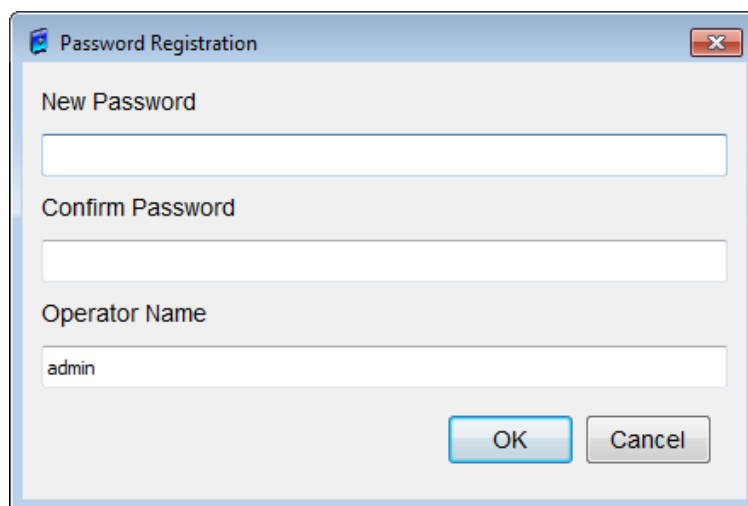 Password Registration
New Password
Confirm Password
Operator Name
admin
OK Cancel